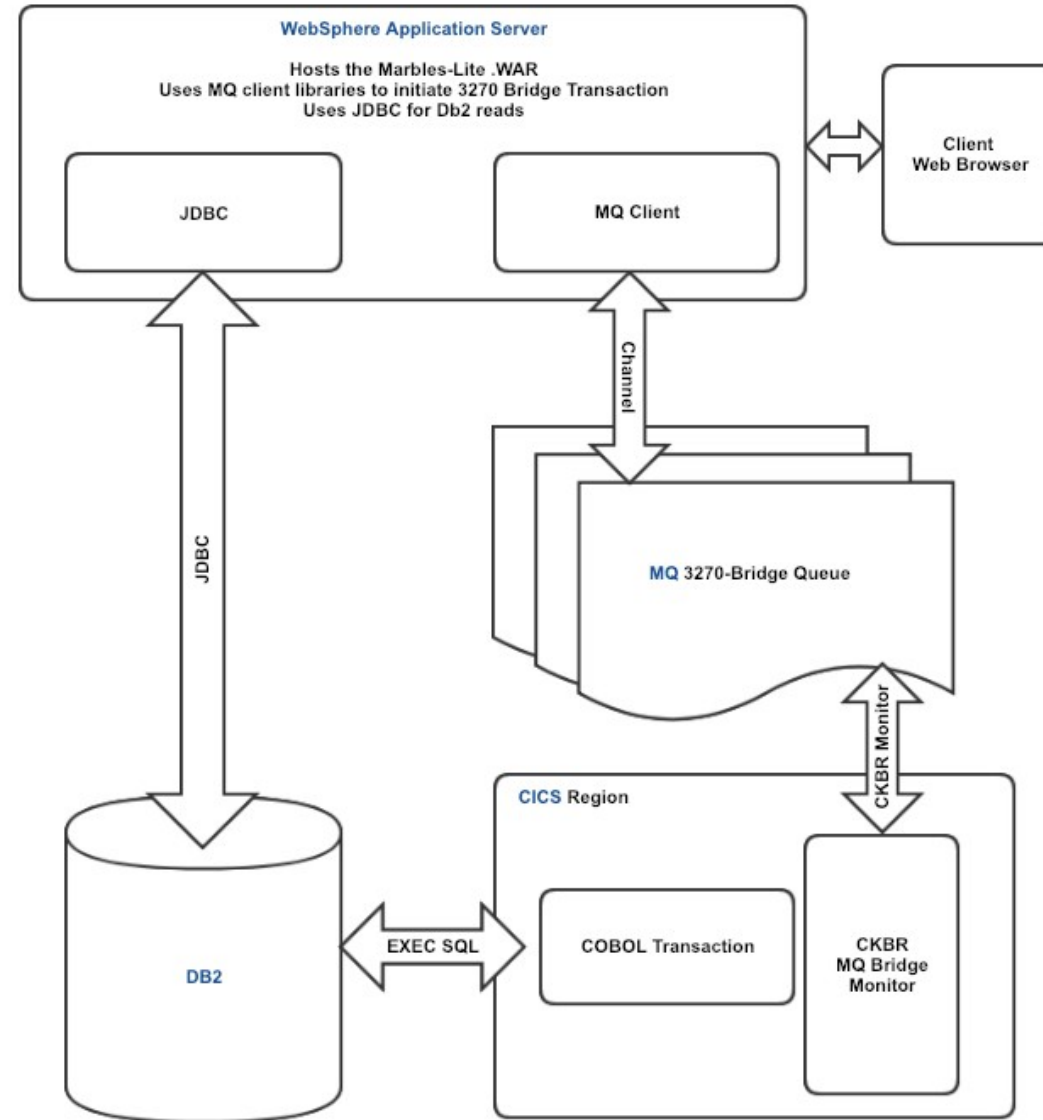 WebSphere Application Server
Hosts the Marbles-Lite .WAR
Uses MQ client libraries to initiate 3270 Bridge Transaction
Uses JDBC for Db2 reads
JDBC
MQ Client
Client
Web Browser
Channel
JDBC
MQ 3270-Bridge Queue
CKBR Monitor
CICS Region
EXEC SQL
COBOL Transaction
CKBR
MQ Bridge
Monitor
DB2